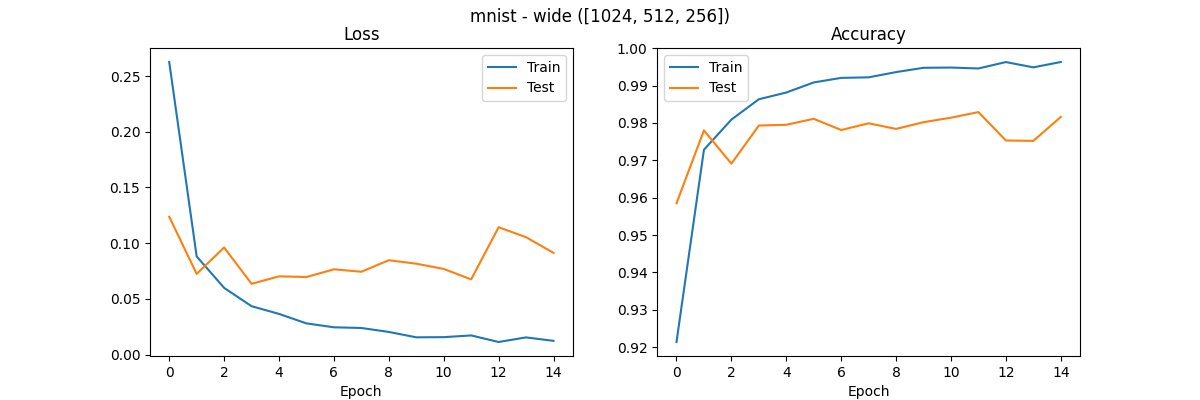 mnist - wide ([1024, 512, 256])
Loss
Train
Test
0.25
0.20
0.15
0.10
0.05
0.00
0 2 4 6 8 10 12 14
Epoch
Accuracy
Train
Test
1.00
0.99
0.98
0.97
0.96
0.95
0.94
0.93
0.92
0 2 4 6 8 10 12 14
Epoch